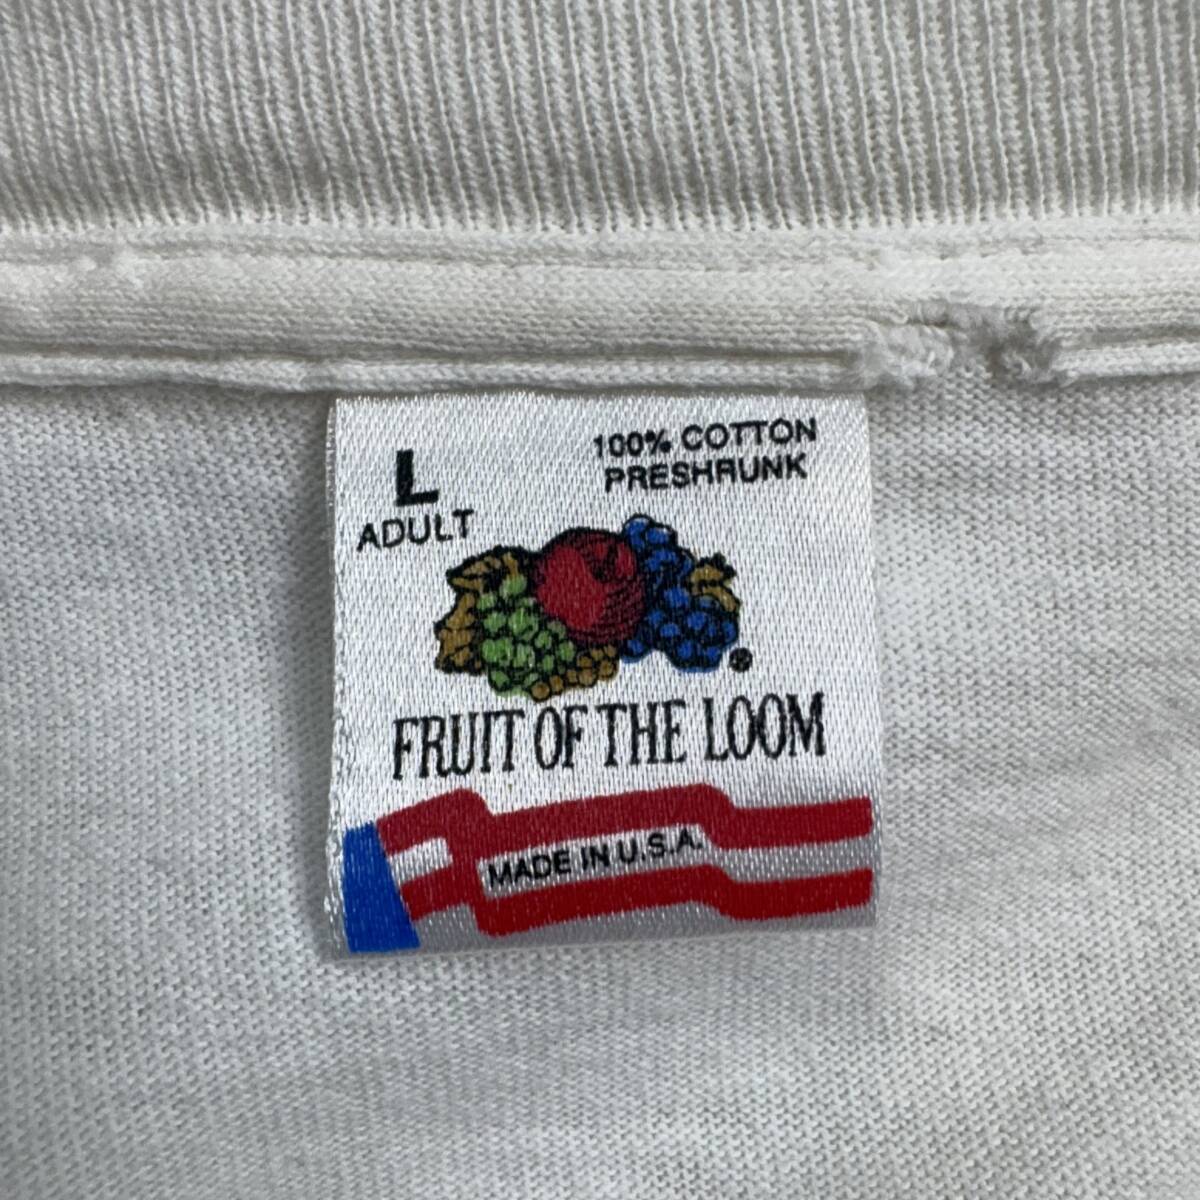 L
ADULT
100% COTTON
PRESHRUNK
FRUIT OF THE LOOM
MADE IN U.S.A.